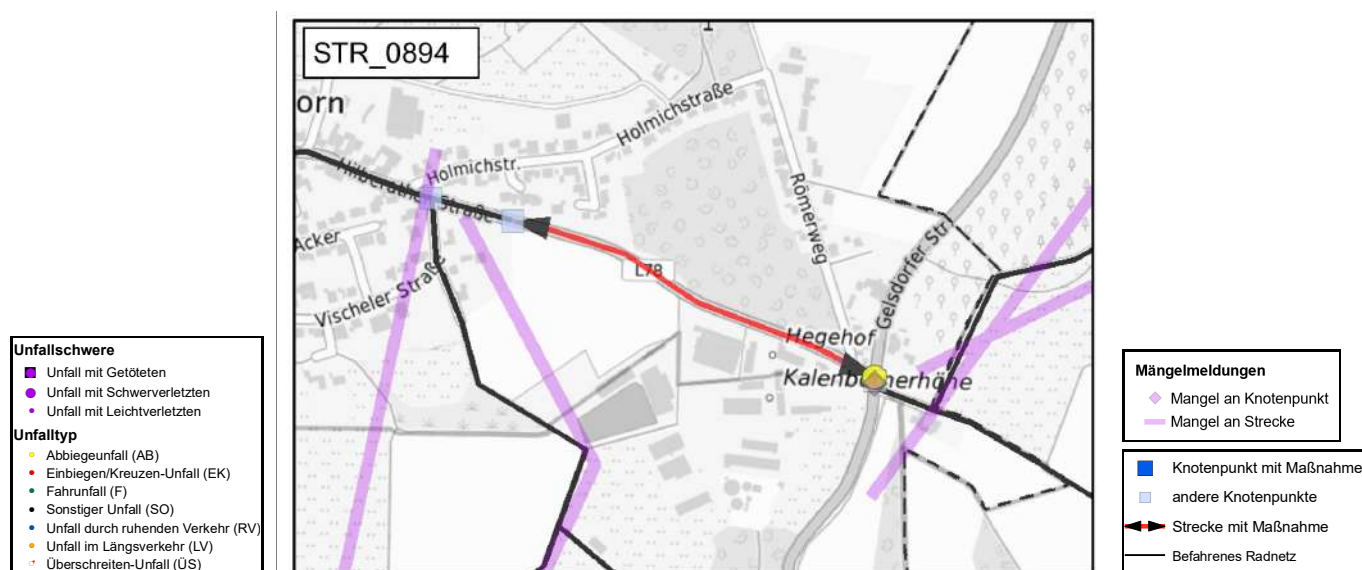 STR_0894
orn
Holmichstraße
Holmichstr.
Hilberather Straße
Acker
Vischeler Straße
L78
Römerweg
Gelsdorfer Str.
Hegehof
Kalenbornerhöhe
Unfallschwere
Unfall mit Getöteten
Unfall mit Schwerverletzten
Unfall mit Leichtverletzten
Unfalltyp
Abbiegeunfall (AB)
Einbiegen/Kreuzen-Unfall (EK)
Fahrunfall (F)
Sonstiger Unfall (SO)
Unfall durch ruhenden Verkehr (RV)
Unfall im Längsverkehr (LV)
Überschreiten-Unfall (ÜS)
Mängelmeldungen
Mangel an Knotenpunkt
Mangel an Strecke
Knotenpunkt mit Maßnahme
andere Knotenpunkte
Strecke mit Maßnahme
Befahrenes Radnetz